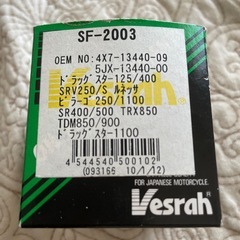 SF-2003
OEM NO:4X7-13440-09
5JX-13440-00
ドラッグスター125/400
SRV250/S ルネッサ
ビラーゴ250/1100
SR400/500 TRX850
TDM850/900
ドラッグスター1100
4 544540 500102
(093166 10/1/12)
FOR JAPANESE MOTORCYCLE.
Vesrah